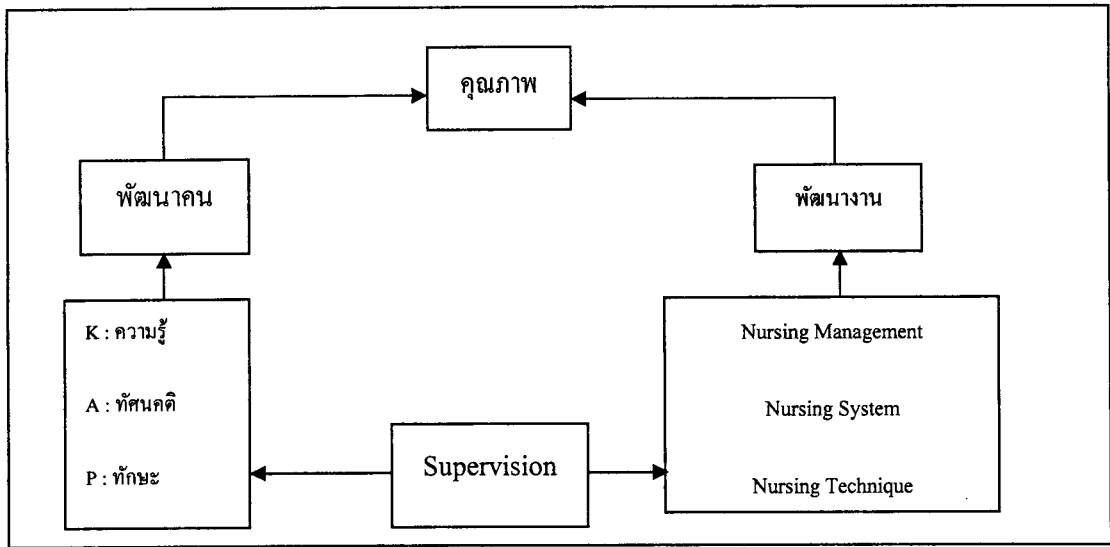 คุณภาพ
พัฒนาคน
พัฒนางาน
K : ความรู้
A : ทัศนคติ
P : ทักษะ
Supervision
Nursing Management
Nursing System
Nursing Technique